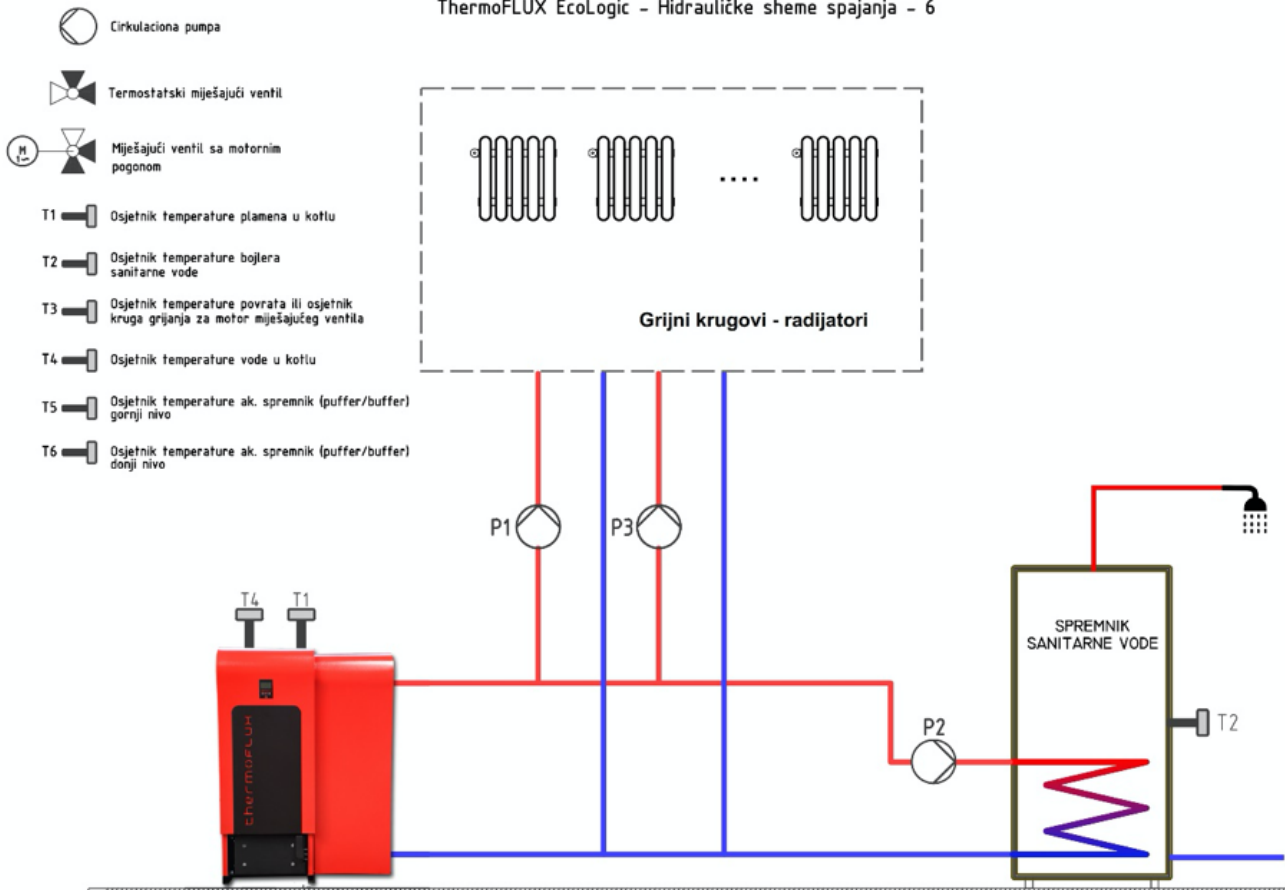 ThermoFLUX EcoLogic - Hidrauličke sheme spajanja - 6
Cirkulaciona pumpa
Termostatski miješajući ventil
M
1~
Miješajući ventil sa motornim
pogonom
T1 Osjetnik temperature plamena u kotlu
T2 Osjetnik temperature bojlera
sanitarne vode
T3 Osjetnik temperature povrata ili osjetnik
kruga grijanja za motor miješajućeg ventila
T4 Osjetnik temperature vode u kotlu
T5 Osjetnik temperature ak. spremnik (puffer/buffer)
gornji nivo
T6 Osjetnik temperature ak. spremnik (puffer/buffer)
donji nivo
....
Grijni krugovi - radijatori
P1
P3
T4
T1
thermoFLUX
P2
SPREMNIK
SANITARNE VODE
T2